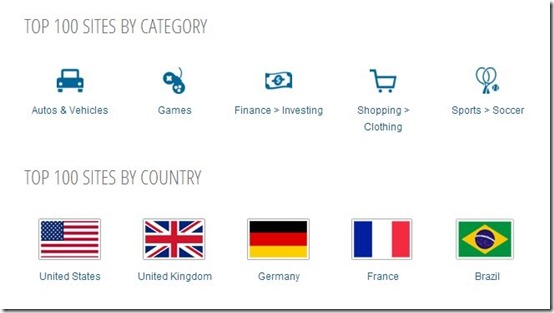 TOP 100 SITES BY CATEGORY
Autos & Vehicles
Games
Finance > Investing
Shopping >
Clothing
Sports > Soccer
TOP 100 SITES BY COUNTRY
United States
United Kingdom
Germany
France
Brazil